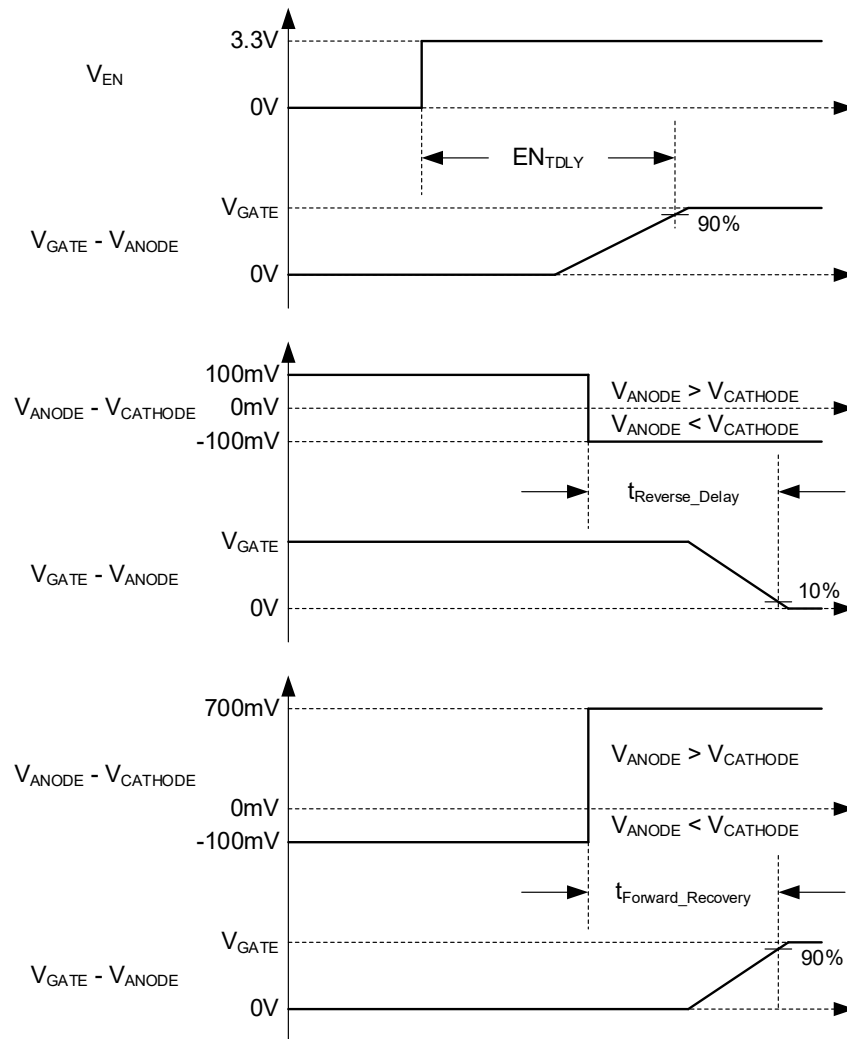 3.3V
V_EN
0V
EN_TDLY
V_GATE
90%
V_GATE - V_ANODE
0V
100mV
V_ANODE > V_CATHODE
V_ANODE - V_CATHODE
0mV
V_ANODE < V_CATHODE
-100mV
t_Reverse_Delay
V_GATE
V_GATE - V_ANODE
10%
0V
700mV
V_ANODE > V_CATHODE
V_ANODE - V_CATHODE
0mV
V_ANODE < V_CATHODE
-100mV
t_Forward_Recovery
V_GATE
90%
V_GATE - V_ANODE
0V